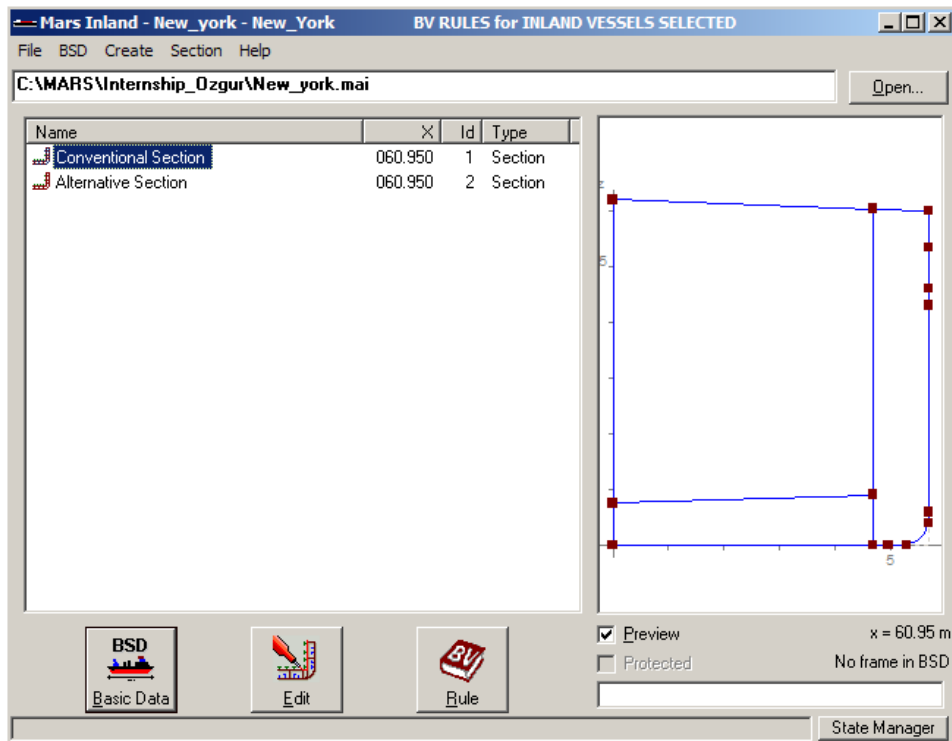 Mars Inland - New_york - New_York BV RULES for INLAND VESSELS SELECTED
File BSD Create Section Help
C:\MARS\Internship_Ozgur\New_york.mai Open...
Name X Id Type
Conventional Section 060.950 1 Section
Alternative Section 060.950 2 Section
z
5
5
Preview x = 60.95 m
Protected No frame in BSD
BSD
Basic Data
Edit
BV
Rule
State Manager